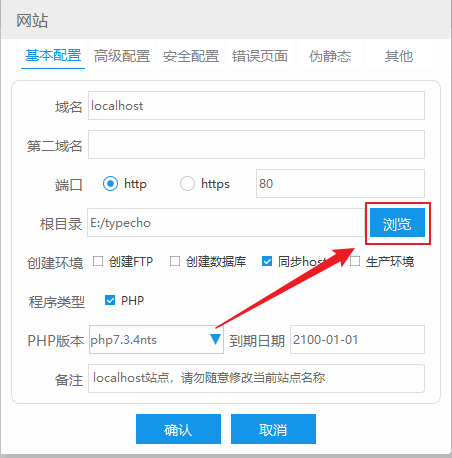 网站
基本配置 高级配置 安全配置 错误页面 伪静态 其他
域名 localhost
第二域名
端口 http https 80
根目录 E:/typecho 浏览
创建环境 创建FTP 创建数据库 同步hosts 生产环境
程序类型 PHP
PHP版本 php7.3.4nts 到期日期 2100-01-01
备注 localhost站点，请勿随意修改当前站点名称
确认 取消